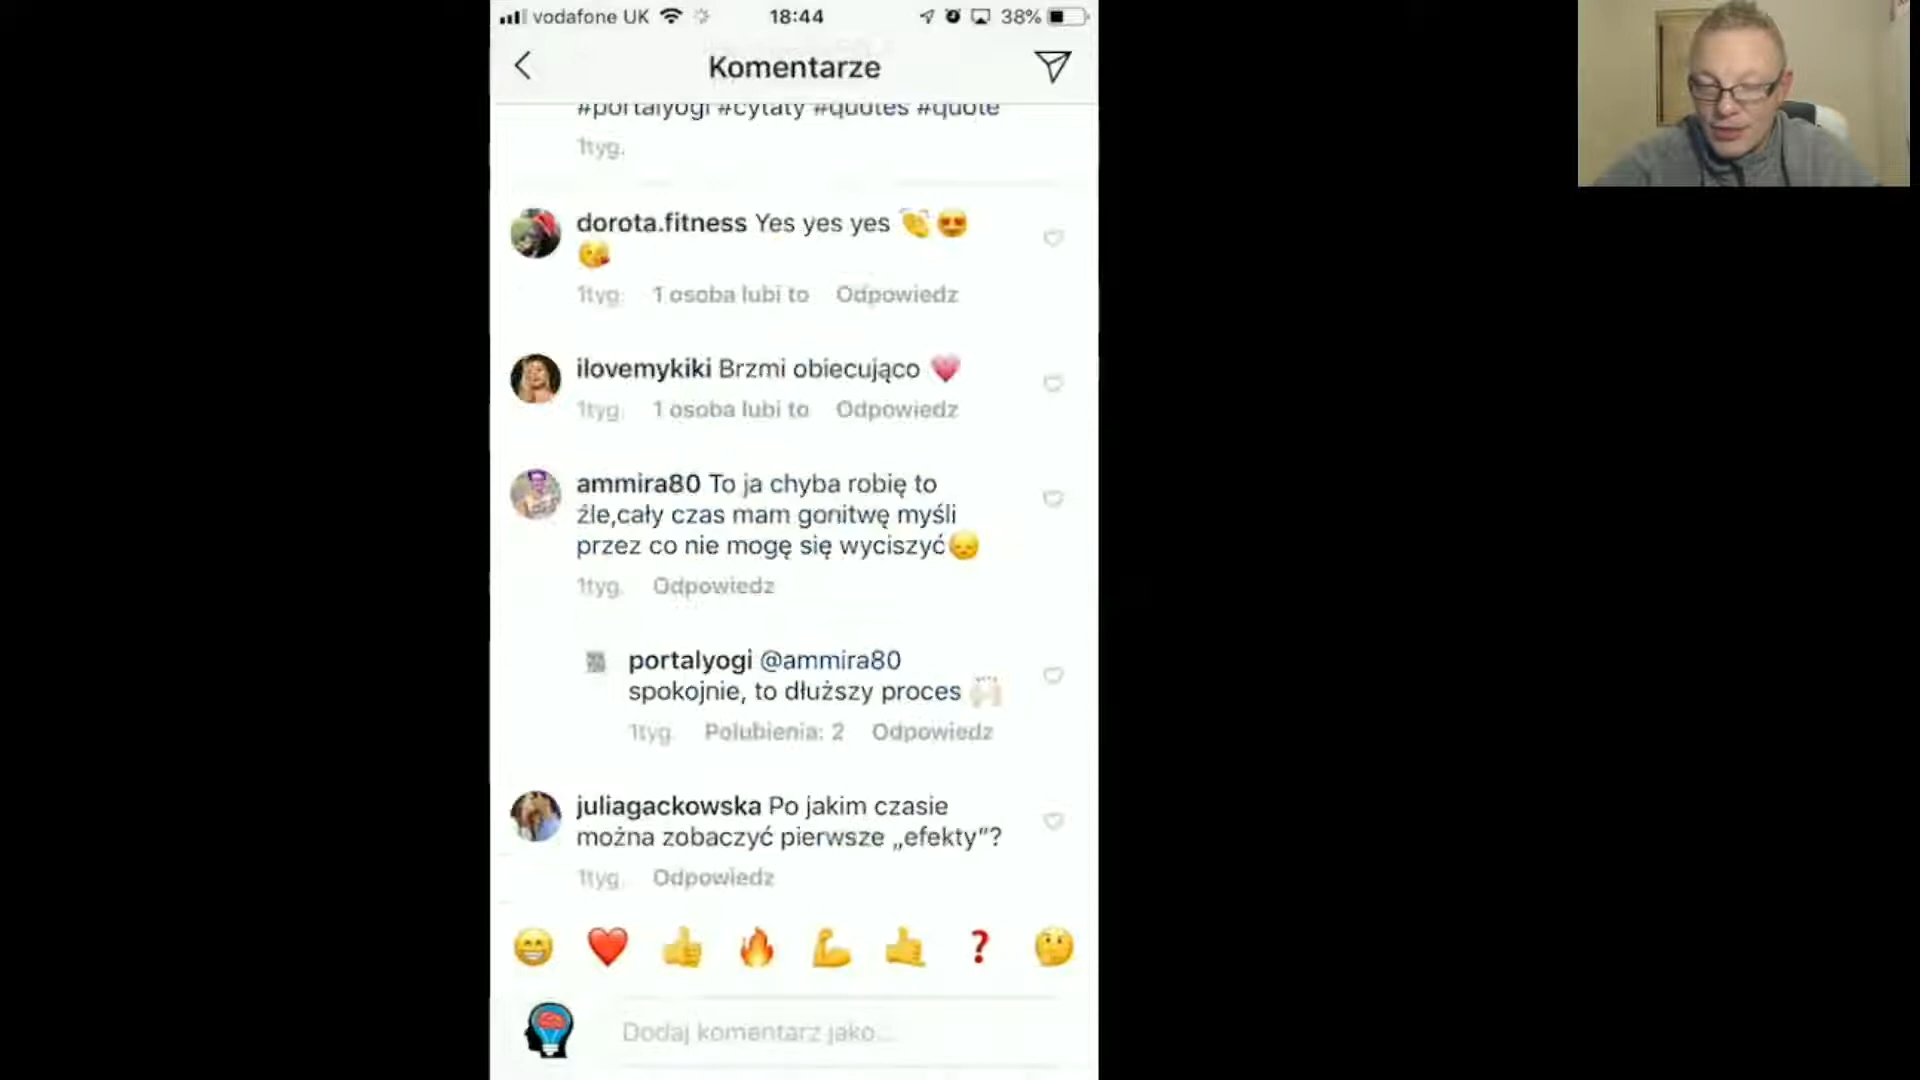 vodafone UK
18:44
38%
Komentarze
#portalyogi #cytaty #quotes #quote
1tyg.
dorota.fitness Yes yes yes 👏😍
😘
1tyg. 1 osoba lubi to Odpowiedz
ilovemykiki Brzmi obiecująco 💗
1tyg. 1 osoba lubi to Odpowiedz
ammira80 To ja chyba robię to
źle,cały czas mam gonitwę myśli
przez co nie mogę się wyciszyć😞
1tyg. Odpowiedz
portalyogi @ammira80
spokojnie, to dłuższy proces 🙌🏻
1tyg. Polubienia: 2 Odpowiedz
juliagackowska Po jakim czasie
można zobaczyć pierwsze „efekty”?
1tyg. Odpowiedz
😁 ❤️ 👍 🔥 💪 🤙 ❓ 🤔
Dodaj komentarz jako...